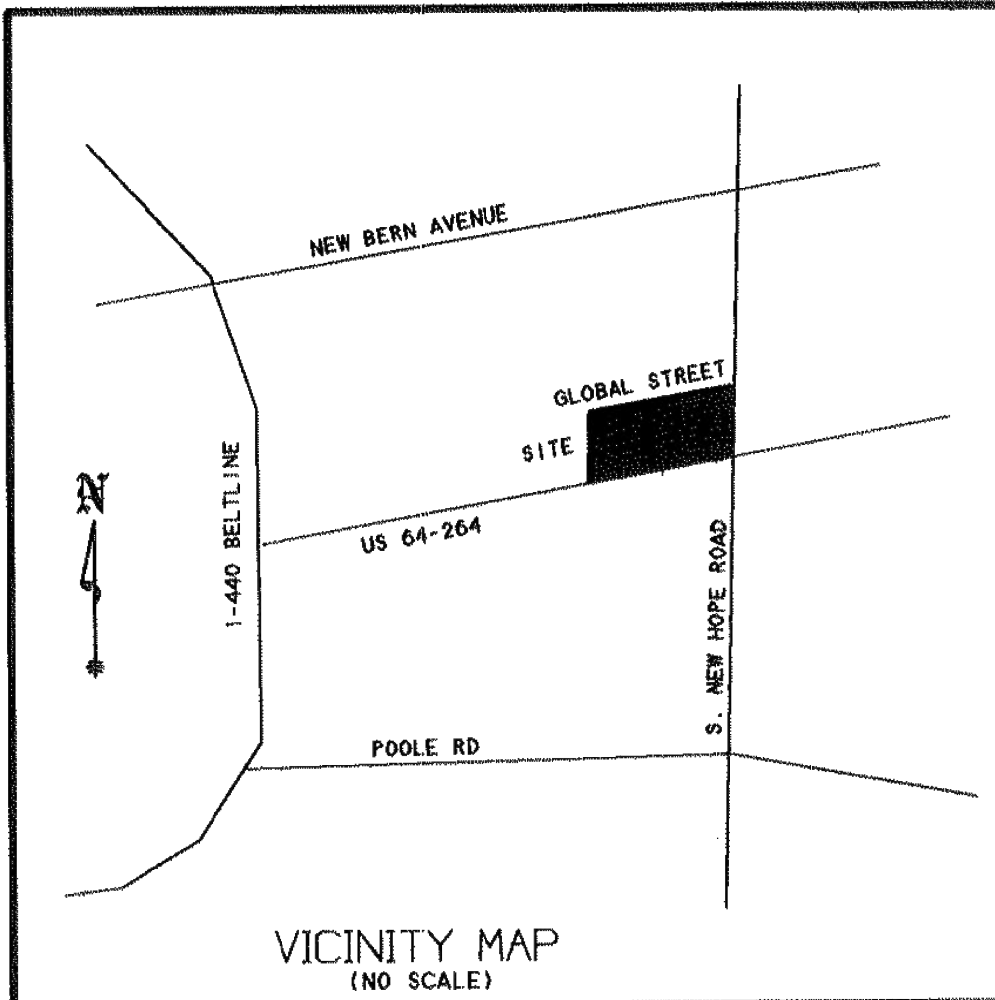 NEW BERN AVENUE
GLOBAL STREET
SITE
N
I-440 BELTLINE
US 64-264
S. NEW HOPE ROAD
POOLE RD
VICINITY MAP
(NO SCALE)